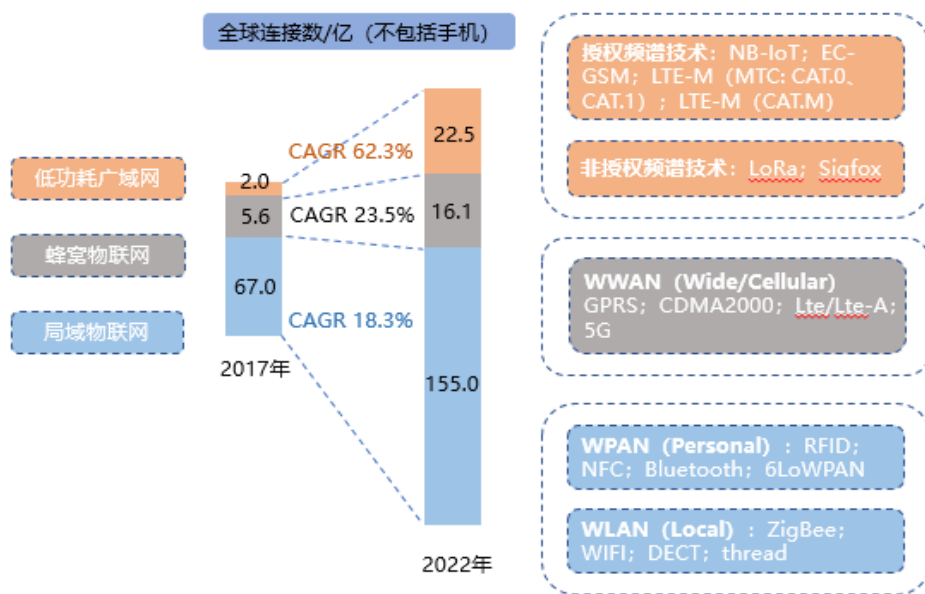 全球连接数/亿（不包括手机）
低功耗广域网
蜂窝物联网
局域物联网
2.0
5.6
67.0
2017年
CAGR 62.3%
CAGR 23.5%
CAGR 18.3%
22.5
16.1
155.0
2022年
授权频谱技术：NB-IoT；EC-
GSM；LTE-M（MTC: CAT.0、
CAT.1）；LTE-M（CAT.M）
非授权频谱技术：LoRa；Sigfox
WWAN（Wide/Cellular)
GPRS；CDMA2000；Lte/Lte-A；
5G
WPAN（Personal）：RFID；
NFC；Bluetooth；6LoWPAN
WLAN（Local）：ZigBee；
WIFI；DECT；thread